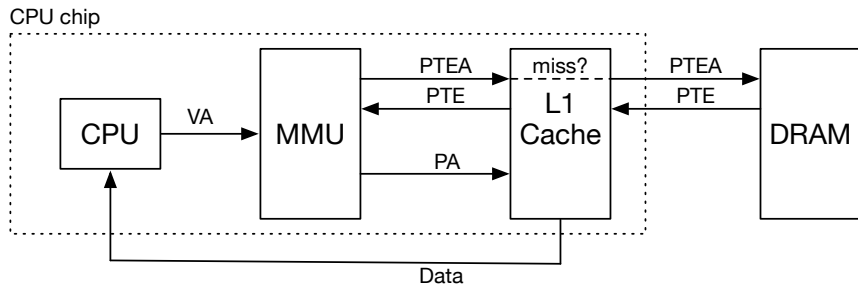 CPU chip
PTEA
miss?
PTEA
PTE
PTE
VA
CPU
MMU
L1
Cache
DRAM
PA
Data